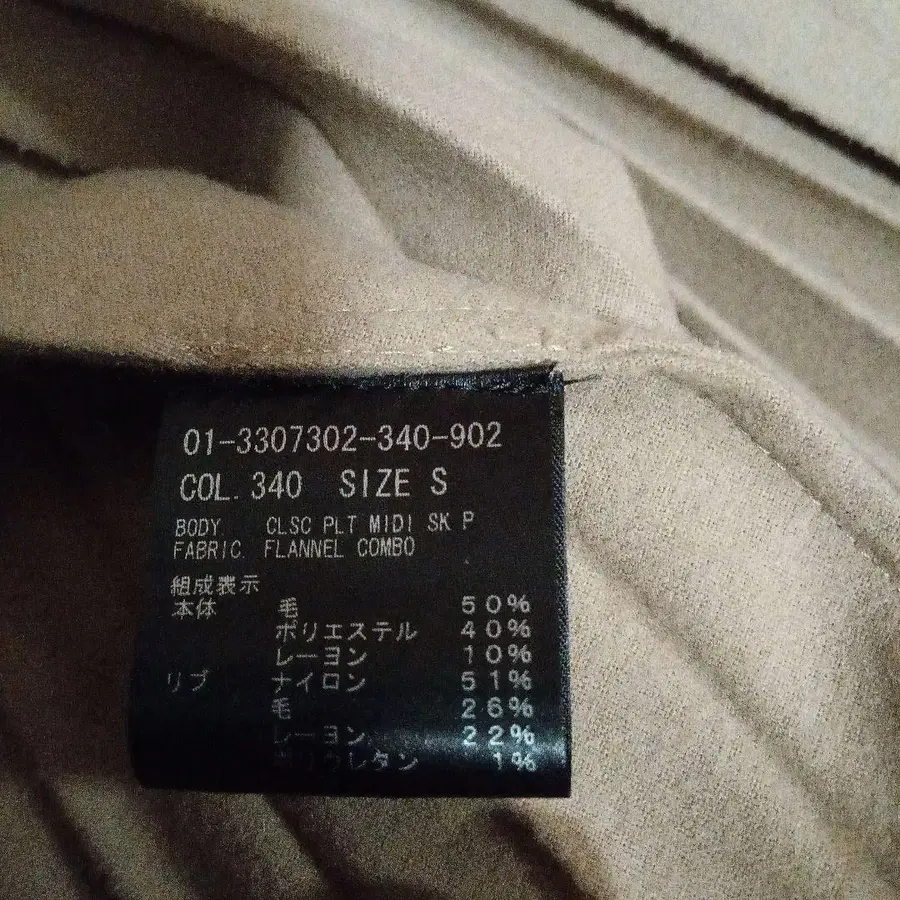 01-3307302-340-902
COL. 340 SIZE S
BODY CLSC PLT MIDI SK P
FABRIC FLANNEL COMBO
組成表示
本体 毛 50%
ポリエステル 40%
レーヨン 10%
リブ ナイロン 51%
毛 26%
レーヨン 22%
ポリウレタン 1%